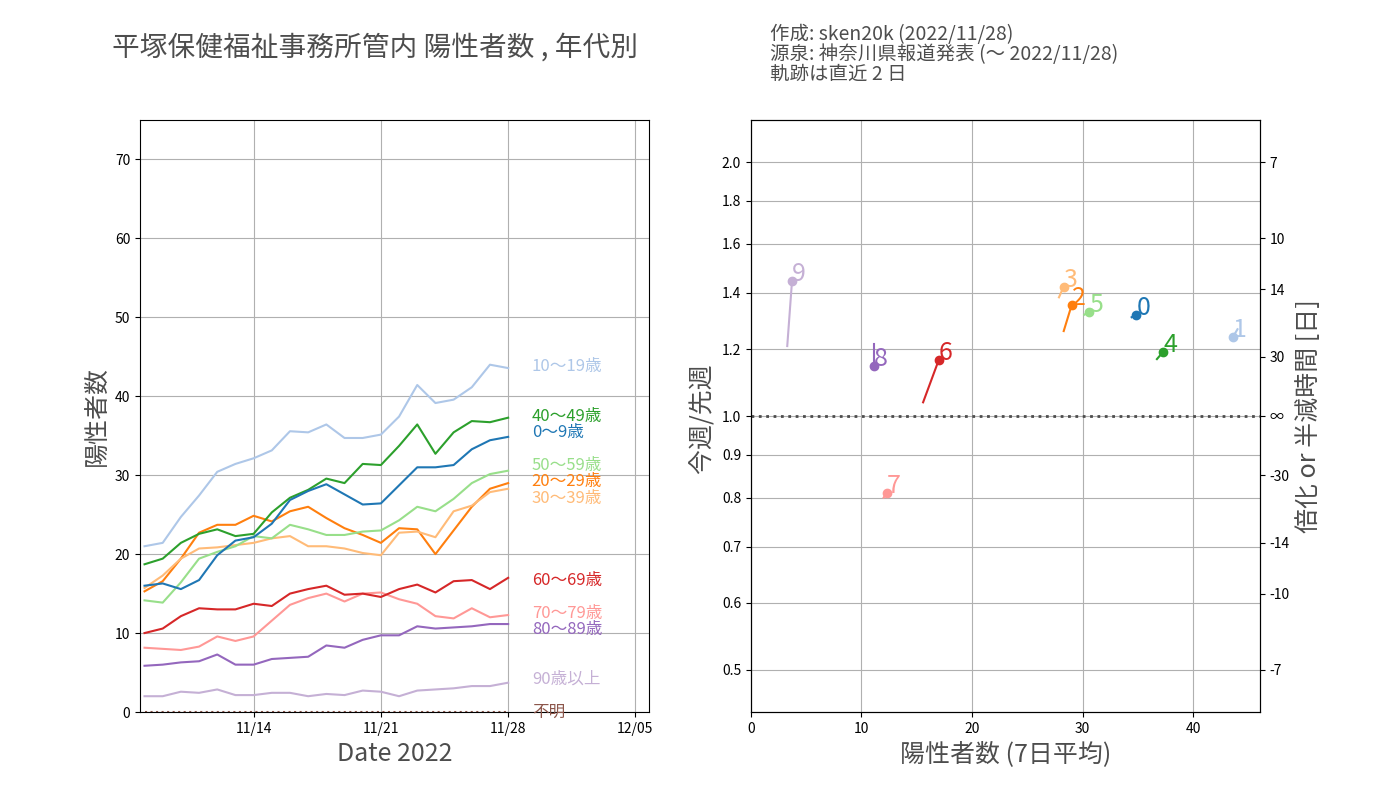 平塚保健福祉事務所管内 陽性者数 , 年代別
作成: sken20k (2022/11/28)
源泉: 神奈川県報道発表 (〜 2022/11/28)
軌跡は直近 2 日
陽性者数
70
60
50
40
30
20
10
0
10〜19歳
40〜49歳
0〜9歳
50〜59歳
20〜29歳
30〜39歳
60〜69歳
70〜79歳
80〜89歳
90歳以上
不明
11/14
11/21
11/28
12/05
Date 2022
今週/先週
2.0
1.8
1.6
1.4
1.2
1.0
0.9
0.8
0.7
0.6
0.5
9
3
2
5
0
1
4
6
8
7
7
10
14
30
∞
-30
-14
-10
-7
倍化 or 半減時間 [日]
0
10
20
30
40
陽性者数 (7日平均)